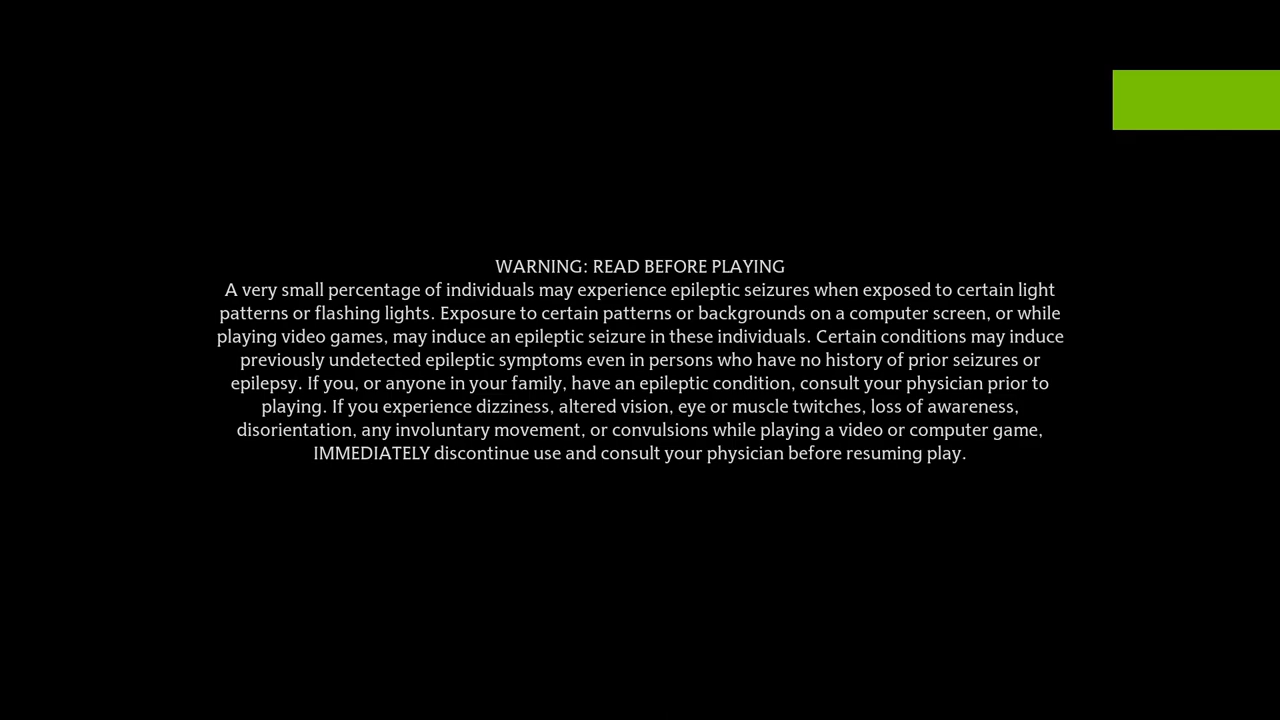 WARNING: READ BEFORE PLAYING
A very small percentage of individuals may experience epileptic seizures when exposed to certain light
patterns or flashing lights. Exposure to certain patterns or backgrounds on a computer screen, or while
playing video games, may induce an epileptic seizure in these individuals. Certain conditions may induce
previously undetected epileptic symptoms even in persons who have no history of prior seizures or
epilepsy. If you, or anyone in your family, have an epileptic condition, consult your physician prior to
playing. If you experience dizziness, altered vision, eye or muscle twitches, loss of awareness,
disorientation, any involuntary movement, or convulsions while playing a video or computer game,
IMMEDIATELY discontinue use and consult your physician before resuming play.